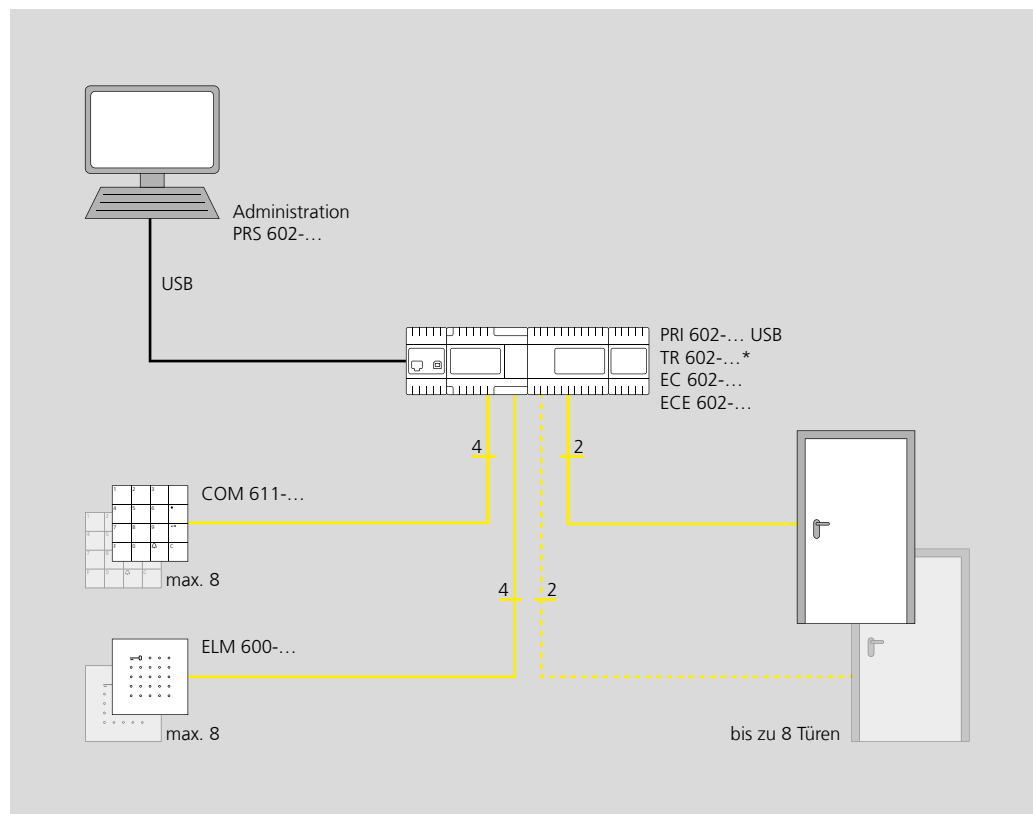 Administration
PRS 602-…
USB
PRI 602-… USB
TR 602-…*
EC 602-…
ECE 602-…
4
2
COM 611-…
max. 8
4
2
ELM 600-…
max. 8
bis zu 8 Türen